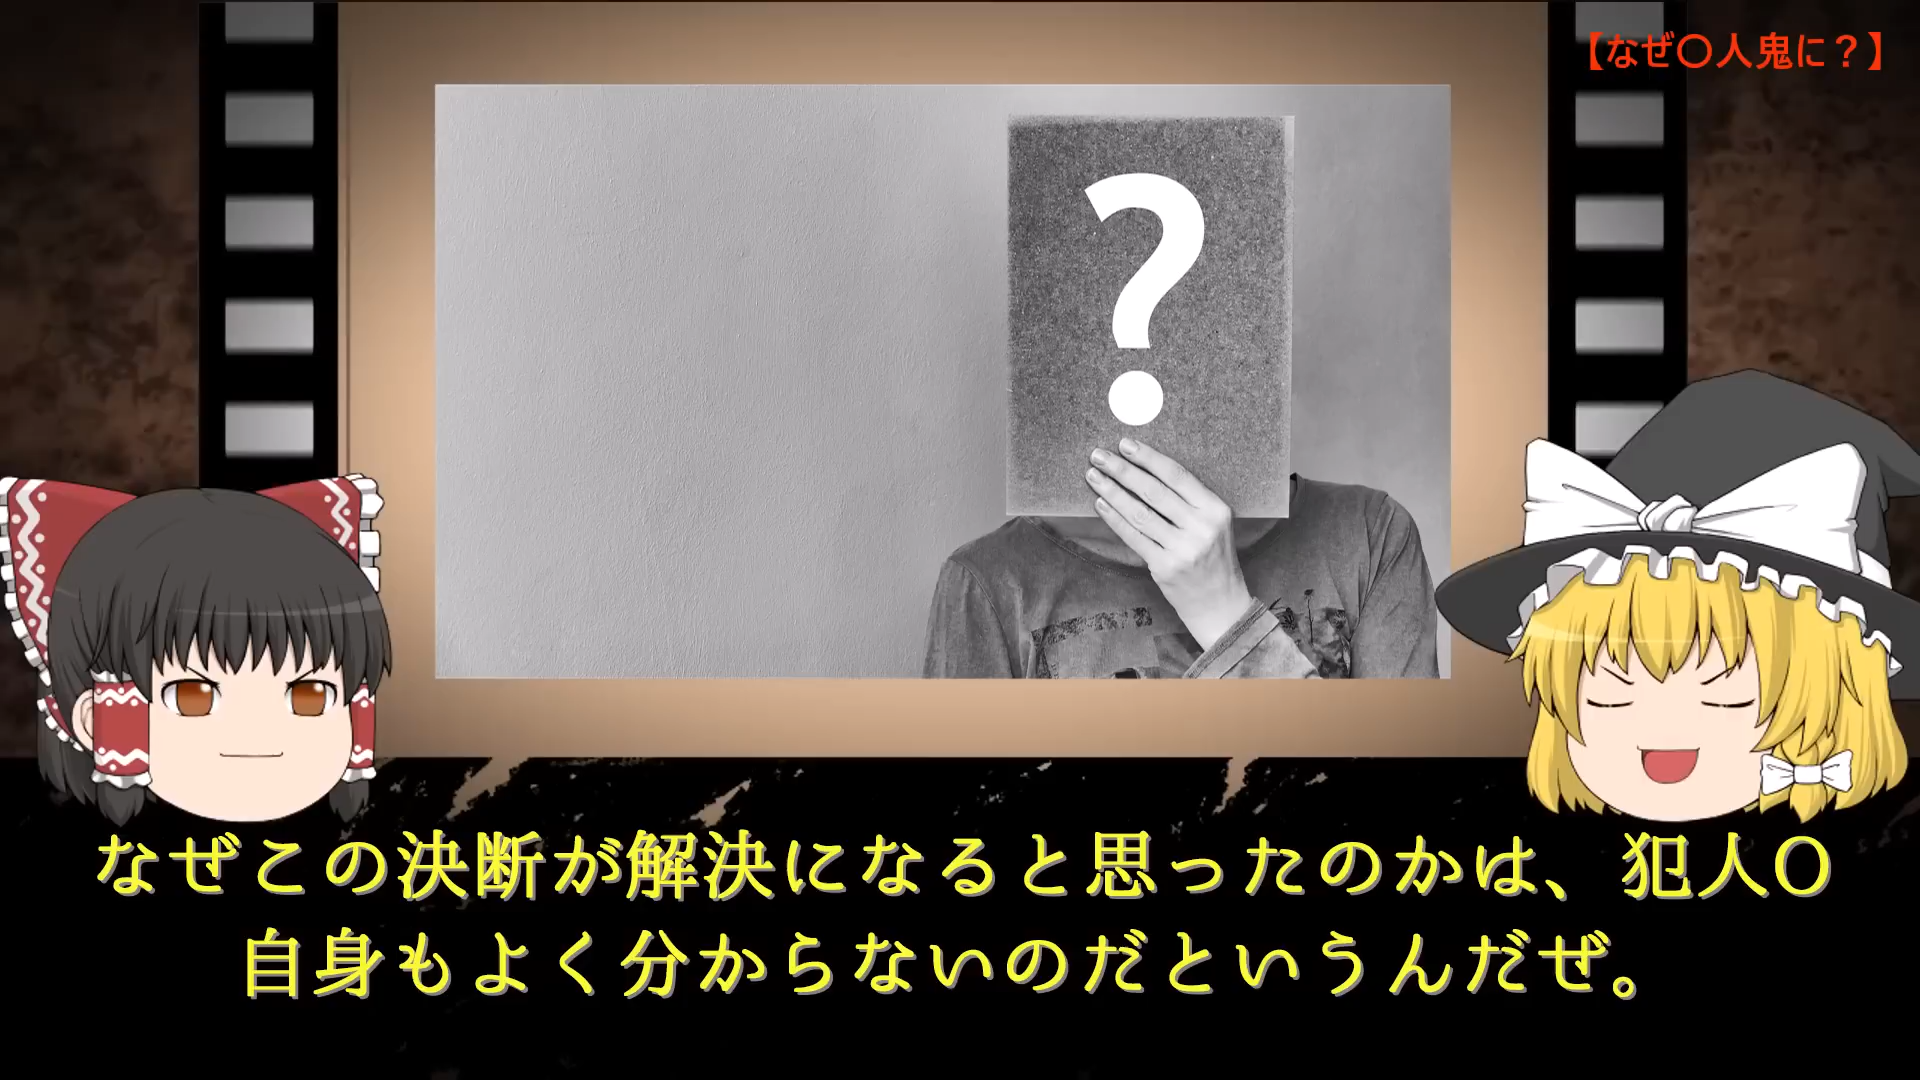 【なぜ〇人鬼に？】
?
なぜこの決断が解決になると思ったのかは、犯人O
自身もよく分からないのだというんだぜ。